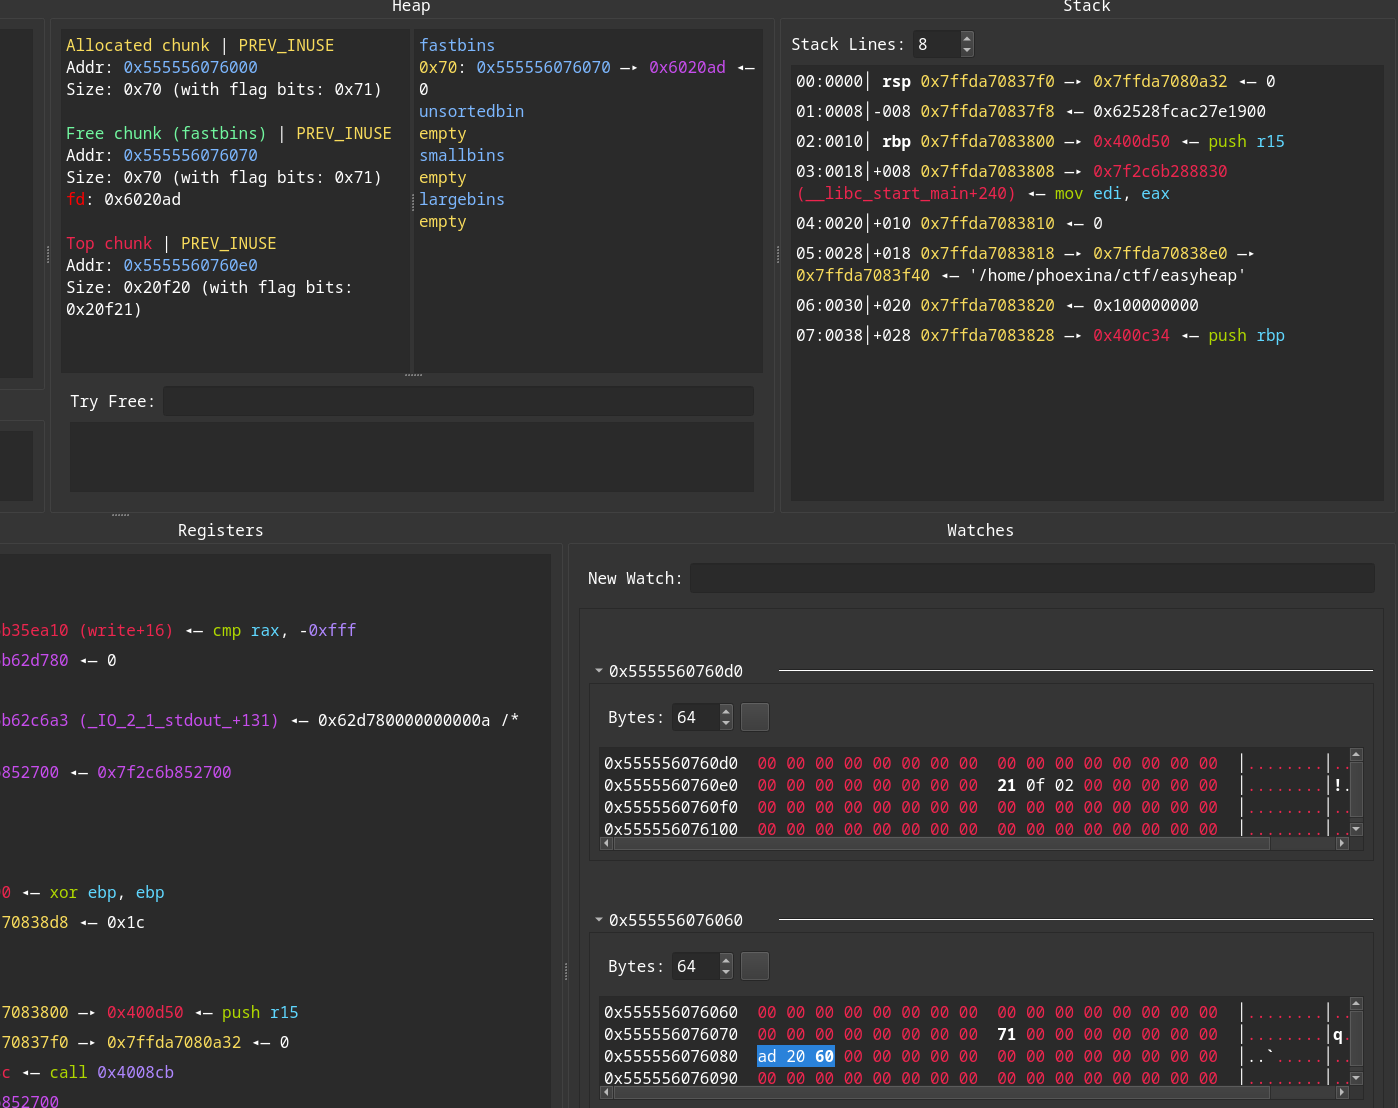 Heap
Allocated chunk | PREV_INUSE
Addr: 0x555556076000
Size: 0x70 (with flag bits: 0x71)
Free chunk (fastbins) | PREV_INUSE
Addr: 0x555556076070
Size: 0x70 (with flag bits: 0x71)
fd: 0x6020ad
Top chunk | PREV_INUSE
Addr: 0x5555560760e0
Size: 0x20f20 (with flag bits:
0x20f21)
fastbins
0x70: 0x555556076070 —▸ 0x6020ad ◂—
0
unsortedbin
empty
smallbins
empty
largebins
empty
Try Free:
Stack
Stack Lines: 8
00:0000│ rsp 0x7ffda70837f0 —▸ 0x7ffda7080a32 ◂— 0
01:0008│-008 0x7ffda70837f8 ◂— 0x62528fcac27e1900
02:0010│ rbp 0x7ffda7083800 —▸ 0x400d50 ◂— push r15
03:0018│+008 0x7ffda7083808 —▸ 0x7f2c6b288830
(__libc_start_main+240) ◂— mov edi, eax
04:0020│+010 0x7ffda7083810 ◂— 0
05:0028│+018 0x7ffda7083818 —▸ 0x7ffda70838e0 —▸
0x7ffda7083f40 ◂— '/home/phoexina/ctf/easyheap'
06:0030│+020 0x7ffda7083820 ◂— 0x100000000
07:0038│+028 0x7ffda7083828 —▸ 0x400c34 ◂— push rbp
Registers
b35ea10 (write+16) ◂— cmp rax, -0xfff
b62d780 ◂— 0
b62c6a3 (_IO_2_1_stdout_+131) ◂— 0x62d780000000000a /*
852700 ◂— 0x7f2c6b852700
0 ◂— xor ebp, ebp
70838d8 ◂— 0x1c
7083800 —▸ 0x400d50 ◂— push r15
70837f0 —▸ 0x7ffda7080a32 ◂— 0
c ◂— call 0x4008cb
852700
Watches
New Watch:
0x5555560760d0
Bytes: 64
0x5555560760d0 00 00 00 00 00 00 00 00 00 00 00 00 00 00 00 00 │........│..
0x5555560760e0 00 00 00 00 00 00 00 00 21 0f 02 00 00 00 00 00 │........│!.
0x5555560760f0 00 00 00 00 00 00 00 00 00 00 00 00 00 00 00 00 │........│..
0x555556076100 00 00 00 00 00 00 00 00 00 00 00 00 00 00 00 00 │........│..
0x555556076060
Bytes: 64
0x555556076060 00 00 00 00 00 00 00 00 00 00 00 00 00 00 00 00 │........│..
0x555556076070 00 00 00 00 00 00 00 00 71 00 00 00 00 00 00 00 │........│q.
0x555556076080 ad 20 60 00 00 00 00 00 00 00 00 00 00 00 00 00 │..`.....│..
0x555556076090 00 00 00 00 00 00 00 00 00 00 00 00 00 00 00 00 │........│..